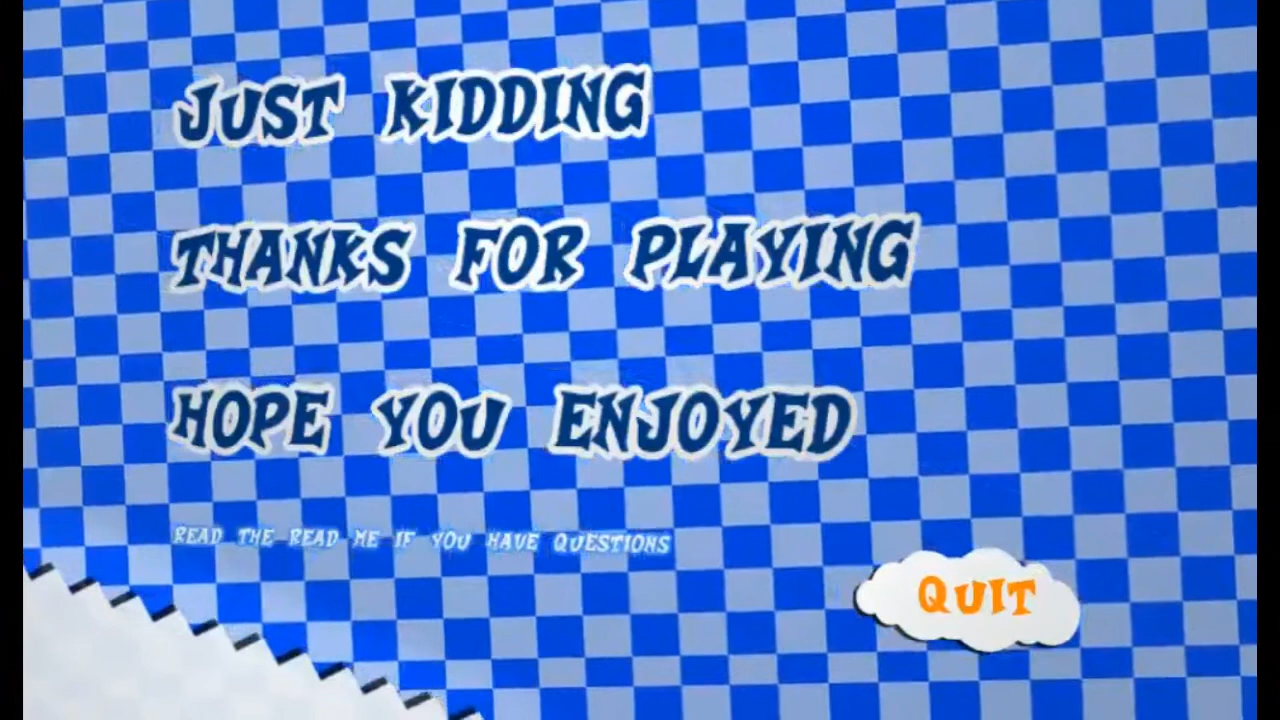 JUST KIDDING
THANKS FOR PLAYING
HOPE YOU ENJOYED
READ THE READ ME IF YOU HAVE QUESTIONS
QUIT